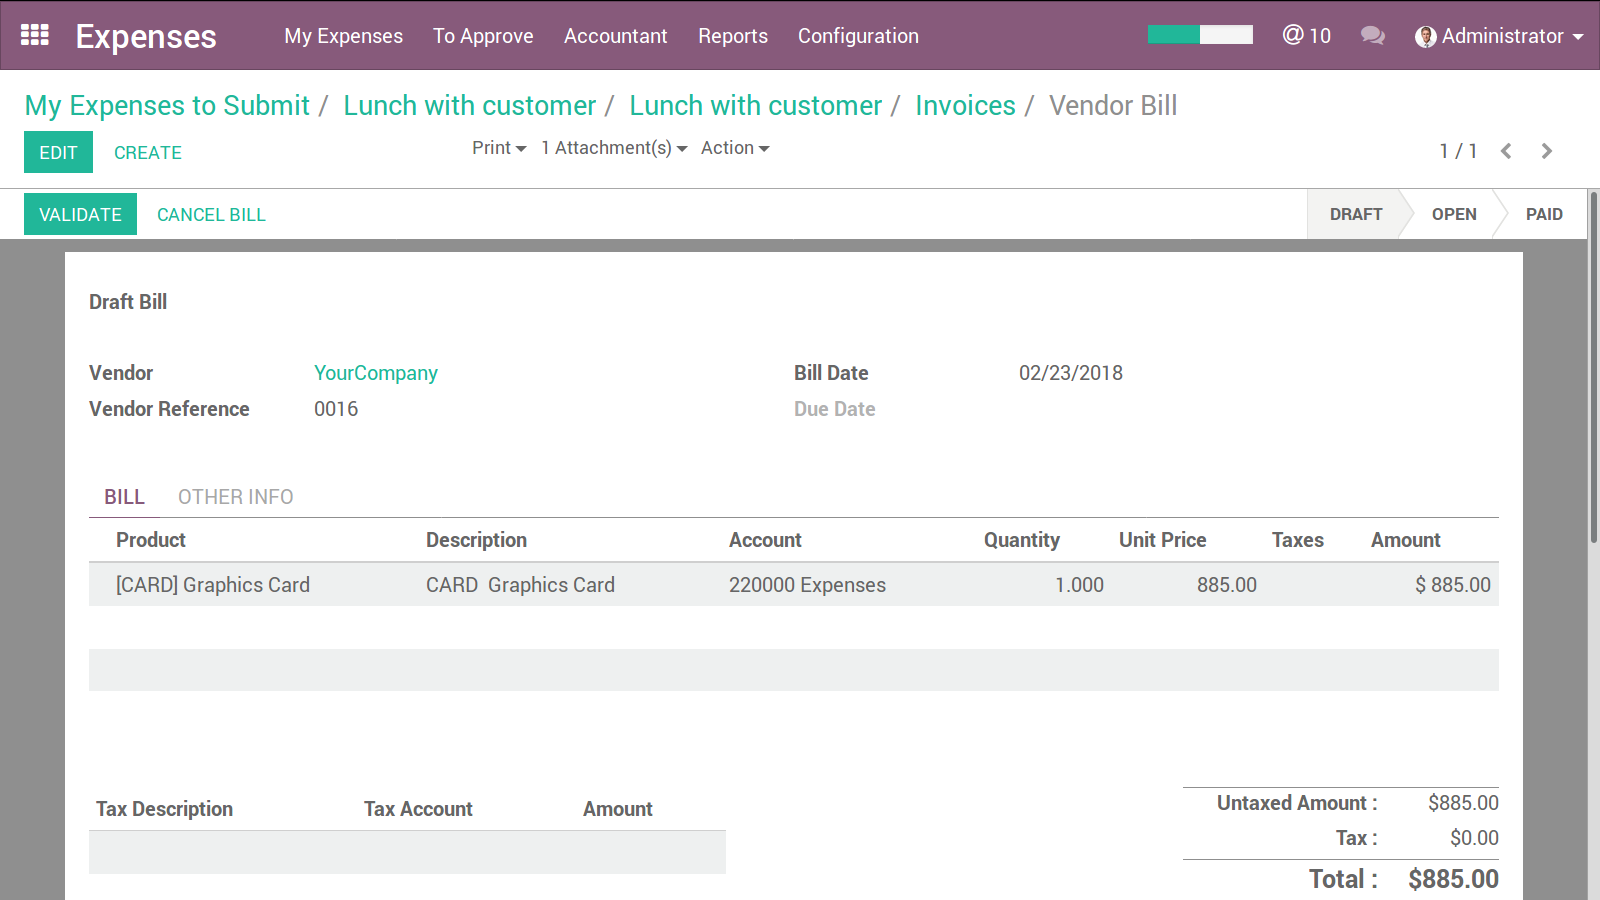 Expenses My Expenses To Approve Accountant Reports Configuration @ 10 Administrator
My Expenses to Submit / Lunch with customer / Lunch with customer / Invoices / Vendor Bill
EDIT CREATE Print 1 Attachment(s) Action 1 / 1
VALIDATE CANCEL BILL DRAFT OPEN PAID
Draft Bill
Vendor YourCompany Bill Date 02/23/2018
Vendor Reference 0016 Due Date
BILL OTHER INFO
Product Description Account Quantity Unit Price Taxes Amount
[CARD] Graphics Card CARD Graphics Card 220000 Expenses 1.000 885.00 $ 885.00
Tax Description Tax Account Amount
Untaxed Amount : $885.00
Tax : $0.00
Total : $885.00